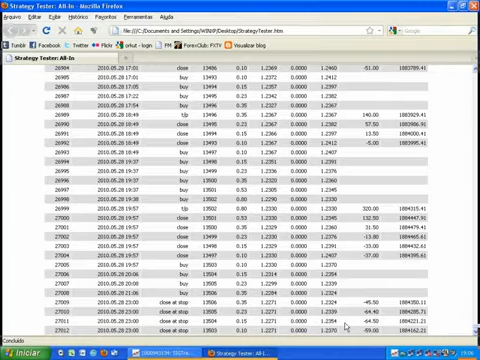 Strategy Tester: All-In - Mozilla Firefox
Arquivo Editar Exibir Histórico Favoritos Ferramentas Ajuda
file:///C:/Documents and Settings/WINXP/Desktop/StrategyTester.htm Google
Tumblr Facebook Twitter Flickr orkut - login FM ForexClub: FXTV Visualizar blog
Strategy Tester: All-In
26984 2010.05.28 17:01 close 13486 0.10 1.2369 0.0000 1.2460 -51.00 1883789.41
26985 2010.05.28 17:01 buy 13495 0.15 1.2372 0.0000 1.2412
26986 2010.05.28 17:05 buy 13496 0.10 1.2357 0.0000 1.2397
26987 2010.05.28 17:22 buy 13497 0.23 1.2342 0.0000 1.2382
26988 2010.05.28 17:54 buy 13498 0.35 1.2327 0.0000 1.2367
26989 2010.05.28 18:49 t/p 13498 0.35 1.2367 0.0000 1.2367 140.00 1883929.41
26990 2010.05.28 18:49 close 13497 0.23 1.2367 0.0000 1.2382 57.50 1883986.91
26991 2010.05.28 18:49 close 13496 0.10 1.2367 0.0000 1.2397 13.50 1884000.41
26992 2010.05.28 18:49 close 13495 0.10 1.2367 0.0000 1.2412 -5.00 1883995.41
26993 2010.05.28 18:49 buy 13499 0.15 1.2367 0.0000 1.2407
26994 2010.05.28 19:37 buy 0.15 1.2351 0.0000 1.2391
26995 2010.05.28 19:37 buy 13499 0.23 1.2336 0.0000 1.2376
26996 2010.05.28 19:37 buy 13500 0.35 1.2320 0.0000 1.2360
26997 2010.05.28 19:37 buy 13501 0.53 1.2305 0.0000 1.2345
26998 2010.05.28 19:38 buy 13502 0.80 1.2290 0.0000 1.2330
26999 2010.05.28 19:57 t/p 13502 0.80 1.2330 0.0000 1.2330 320.00 1884315.41
27000 2010.05.28 19:57 close 13501 0.53 1.2330 0.0000 1.2345 132.50 1884447.91
27001 2010.05.28 19:57 close 13500 0.35 1.2330 0.0000 1.2360 31.50 1884479.41
27002 2010.05.28 19:57 close 13499 0.23 1.2330 0.0000 1.2376 -13.80 1884465.61
27003 2010.05.28 19:57 close 0.15 1.2330 0.0000 1.2391 -33.00
27004 2010.05.28 19:57 close 0.10 1.2330 0.0000 1.2407 -37.00 1884395.61
27005 2010.05.28 19:57 buy 13503 0.10 1.2330 0.0000 1.2370
27006 2010.05.28 20:06 buy 13504 0.15 1.2314 0.0000 1.2354
27007 2010.05.28 20:06 buy 13505 0.23 1.2299 0.0000 1.2339
27008 2010.05.28 22:28 buy 13506 0.35 1.2284 0.0000 1.2324
27009 2010.05.28 23:00 close at stop 13506 0.35 1.2271 0.0000 1.2324 -45.50 1884350.11
27010 2010.05.28 23:00 close at stop 13505 0.23 1.2271 0.0000 1.2339 -64.40 1884285.71
27011 2010.05.28 23:00 close at stop 13504 0.15 1.2271 0.0000 1.2354 -64.50 1884221.21
27012 2010.05.28 23:00 close at stop 13503 0.10 1.2271 0.0000 1.2370 -59.00 1884162.21
Concluído
Iniciar Strategy Tester: All-I... 19:06